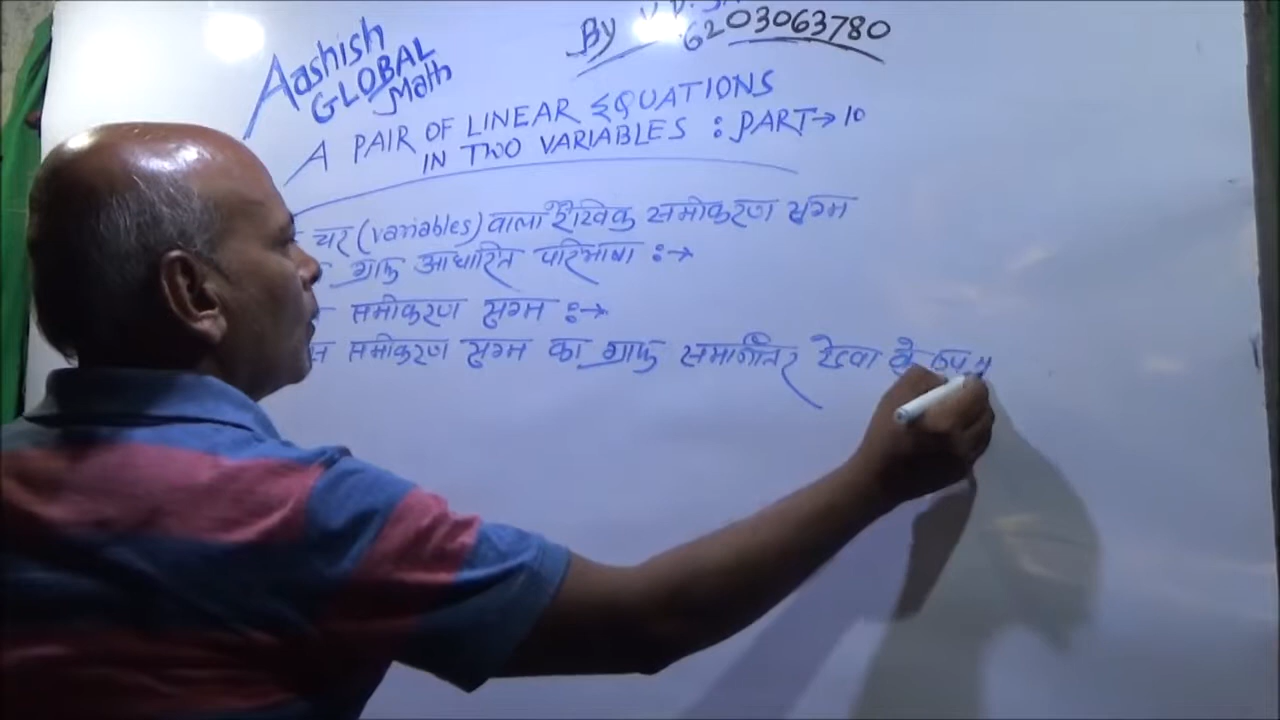 Aashish
GLOBAL
Math
By
6203063780
A PAIR OF LINEAR EQUATIONS
IN TWO VARIABLES : PART→10
चर (variables) वाला रैखिक समीकरण युग्म
ग्राफ आधारित परिभाषा :→
समीकरण युग्म :→
समीकरण युग्म का ग्राफ समानांतर रेखा के रूप में